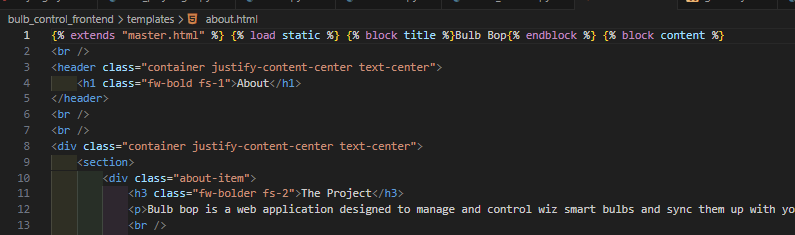 bulb_control_frontend > templates > about.html
1 {% extends "master.html" %} {% load static %} {% block title %}Bulb Bop{% endblock %} {% block content %}
2 <br />
3 <header class="container justify-content-center text-center">
4 <h1 class="fw-bold fs-1">About</h1>
5 </header>
6 <br />
7 <br />
8 <div class="container justify-content-center text-center">
9 <section>
10 <div class="about-item">
11 <h3 class="fw-bolder fs-2">The Project</h3>
12 <p>Bulb bop is a web application designed to manage and control wiz smart bulbs and sync them up with yo
13 <br />